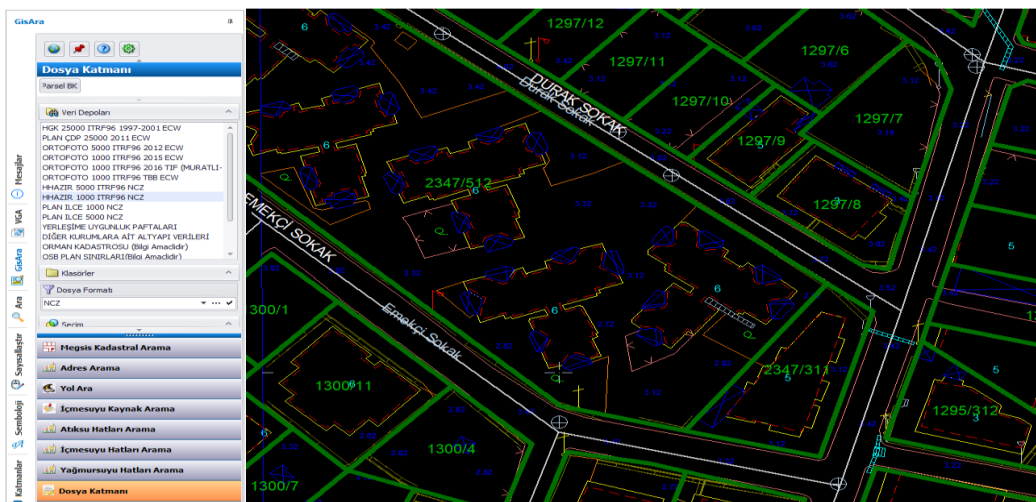 GisAra
Dosya Katmanı
Parsel BK
Veri Depoları
HGK 25000 ITRF96 1997-2001 ECW
PLAN ÇDP 25000 2011 ECW
ORTOFOTO 5000 ITRF96 2012 ECW
ORTOFOTO 1000 ITRF96 2015 ECW
ORTOFOTO 1000 ITRF96 2016 TIF (MURATLI-
ORTOFOTO 1000 ITRF96 TBB ECW
HHAZIR 5000 ITRF96 NCZ
HHAZIR 1000 ITRF96 NCZ
PLAN ILCE 1000 NCZ
PLAN ILCE 5000 NCZ
YERLEŞİME UYGUNLUK PAFTALARI
DİĞER KURUMLARA AİT ALTYAPI VERİLERİ
ORMAN KADASTROSU (Bilgi Amaclidir)
OSB PLAN SINIRLARI(Bilgi Amaclidir)
Klasörler
Dosya Formatı
NCZ
Seçim
Megsis Kadastral Arama
Adres Arama
Yol Ara
İçmesuyu Kaynak Arama
Atıksu Hatları Arama
İçmesuyu Hatları Arama
Yağmursuyu Hatları Arama
Dosya Katmanı
Mesajlar
VGA
GisAra
Ara
Sayısallaştır
Semboloji
Katmanlar
1297/12
1297/11
1297/6
1297/10
1297/7
1297/9
1297/8
DURAK SOKAK
Durak Sokak
2347/512
EMEKÇİ SOKAK
Emekçi Sokak
1300/11
1300/4
1300/7
2347/311
1295/312